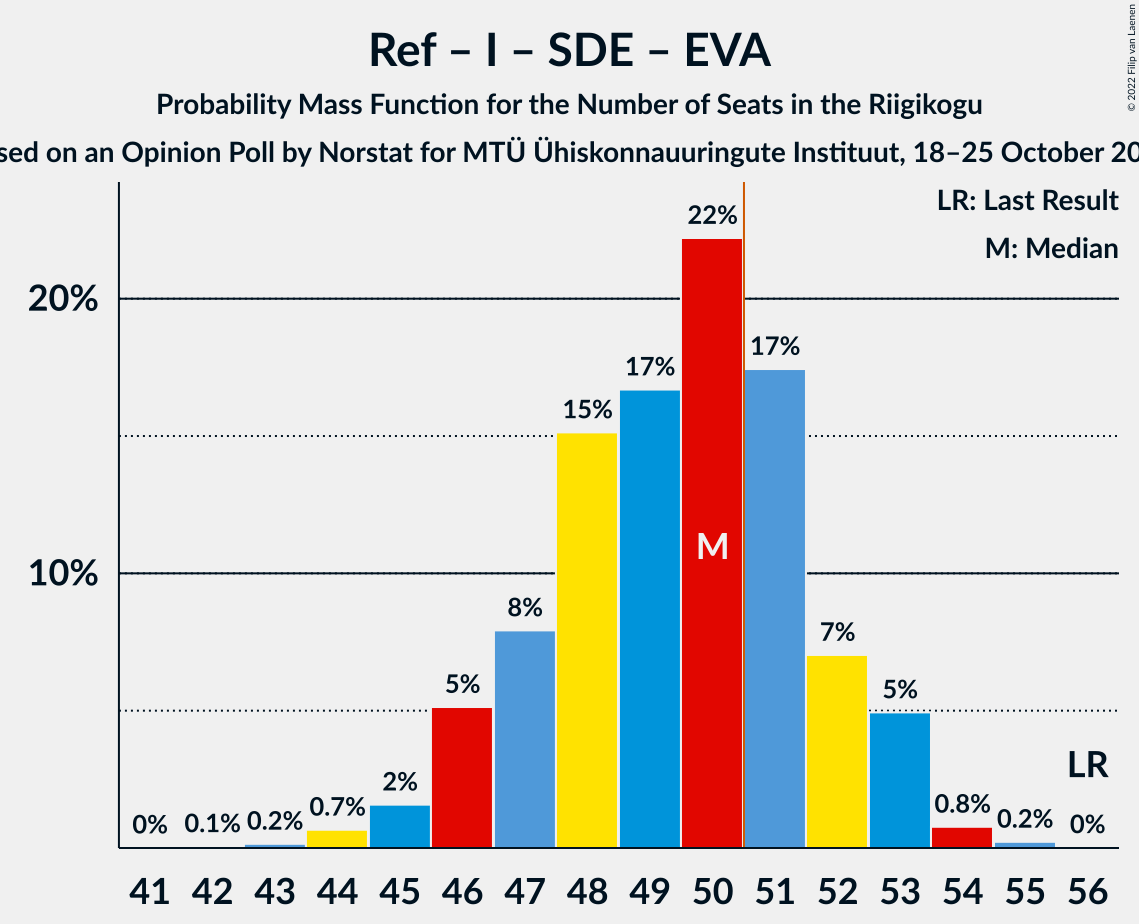 Ref – I – SDE – EVA
Probability Mass Function for the Number of Seats in the Riigikogu
on an Opinion Poll by Norstat for MTÜ Ühiskonnauuringute Instituut, 18–25 October
© 2022 Filip van Laenen
LR: Last Result
M: Median
20%
10%
0% 0.1% 0.2% 0.7% 2% 5% 8% 15% 17% 22% 17% 7% 5% 0.8% 0.2% 0%
M
LR
41 42 43 44 45 46 47 48 49 50 51 52 53 54 55 56